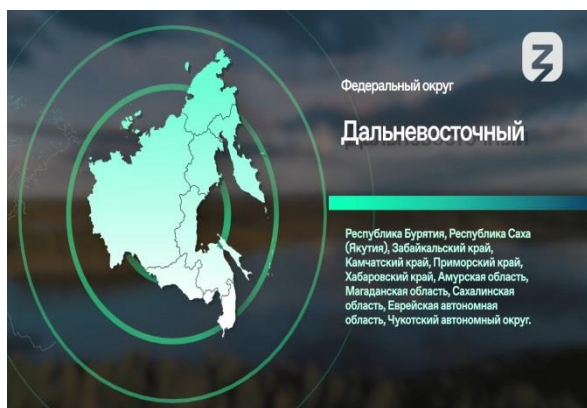 Федеральный округ
Дальневосточный
Республика Бурятия, Республика Саха
(Якутия), Забайкальский край,
Камчатский край, Приморский край,
Хабаровский край, Амурская область,
Магаданская область, Сахалинская
область, Еврейская автономная
область, Чукотский автономный округ.